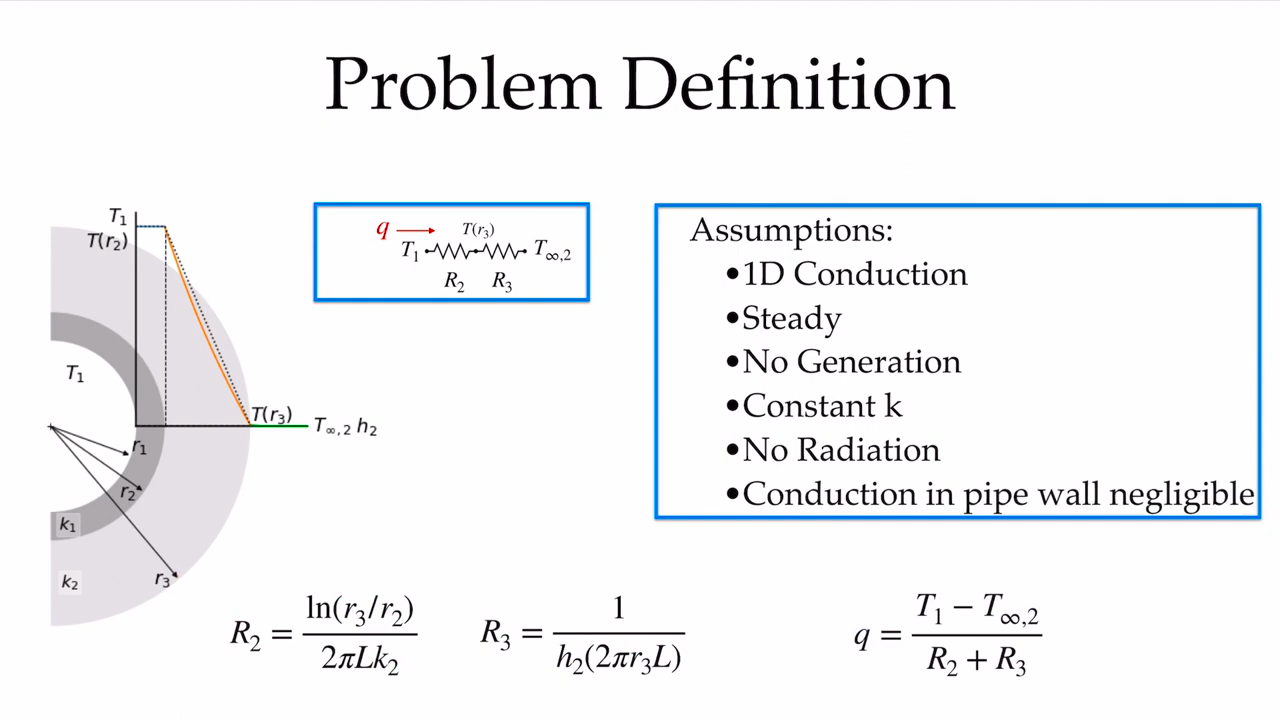 Problem Definition
T₁
T(r₂)
T₁
T(r₃)
T∞,2 h₂
r₁
r₂
r₃
k₁
k₂
q
T(r₃)
T₁ T∞,2
R₂ R₃
Assumptions:
•1D Conduction
•Steady
•No Generation
•Constant k
•No Radiation
•Conduction in pipe wall negligible
R₂ = ln(r₃/r₂) / 2πLk₂
R₃ = 1 / h₂(2πr₃L)
q = T₁ − T∞,2 / R₂ + R₃